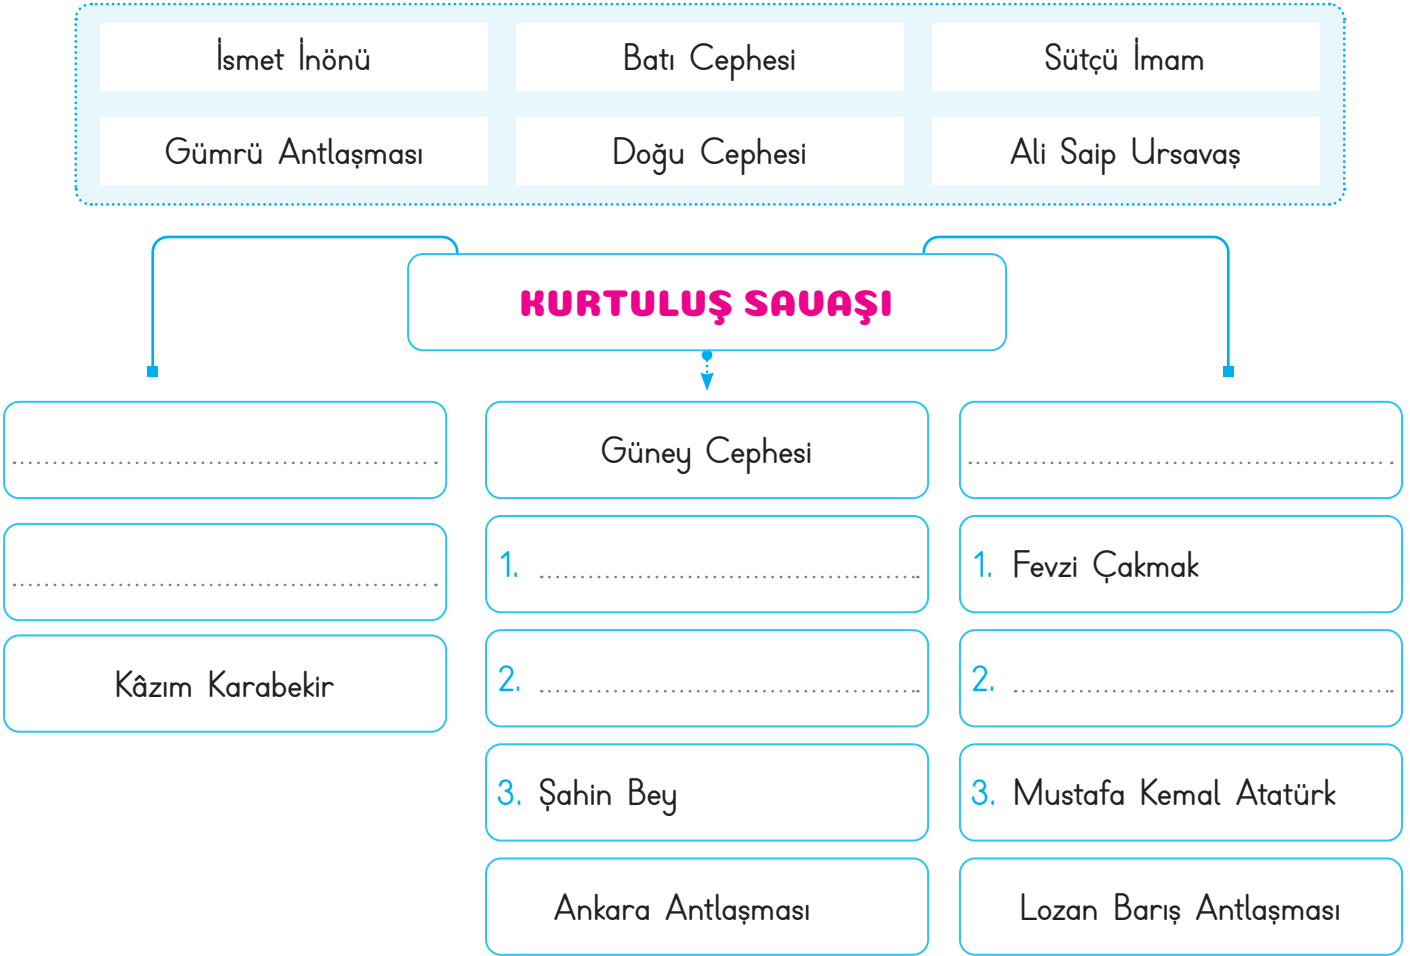 İsmet İnönü
Batı Cephesi
Sütçü İmam
Gümrü Antlaşması
Doğu Cephesi
Ali Saip Ursavaş
KURTULUŞ SAVAŞI
Güney Cephesi
1.
2.
3. Şahin Bey
Ankara Antlaşması
Kâzım Karabekir
1. Fevzi Çakmak
2.
3. Mustafa Kemal Atatürk
Lozan Barış Antlaşması